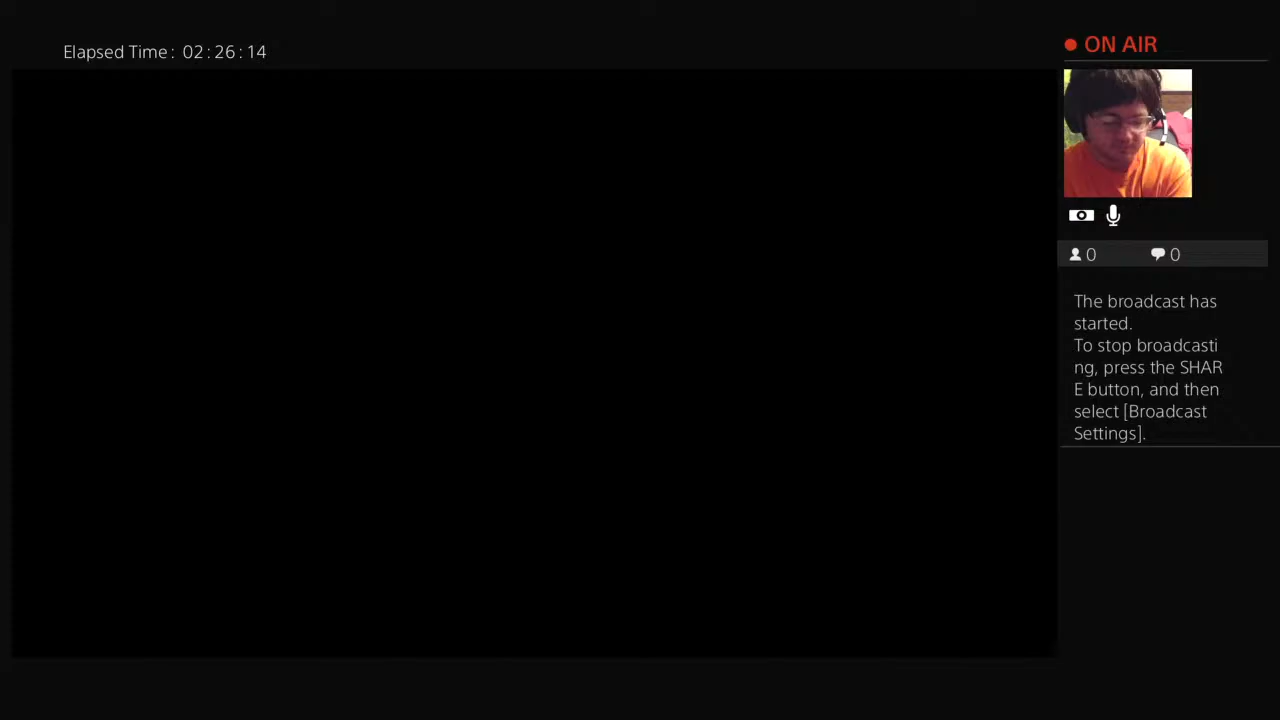 Elapsed Time: 02:26:14
ON AIR
0 0
The broadcast has
started.
To stop broadcasti
ng, press the SHAR
E button, and then
select [Broadcast
Settings].